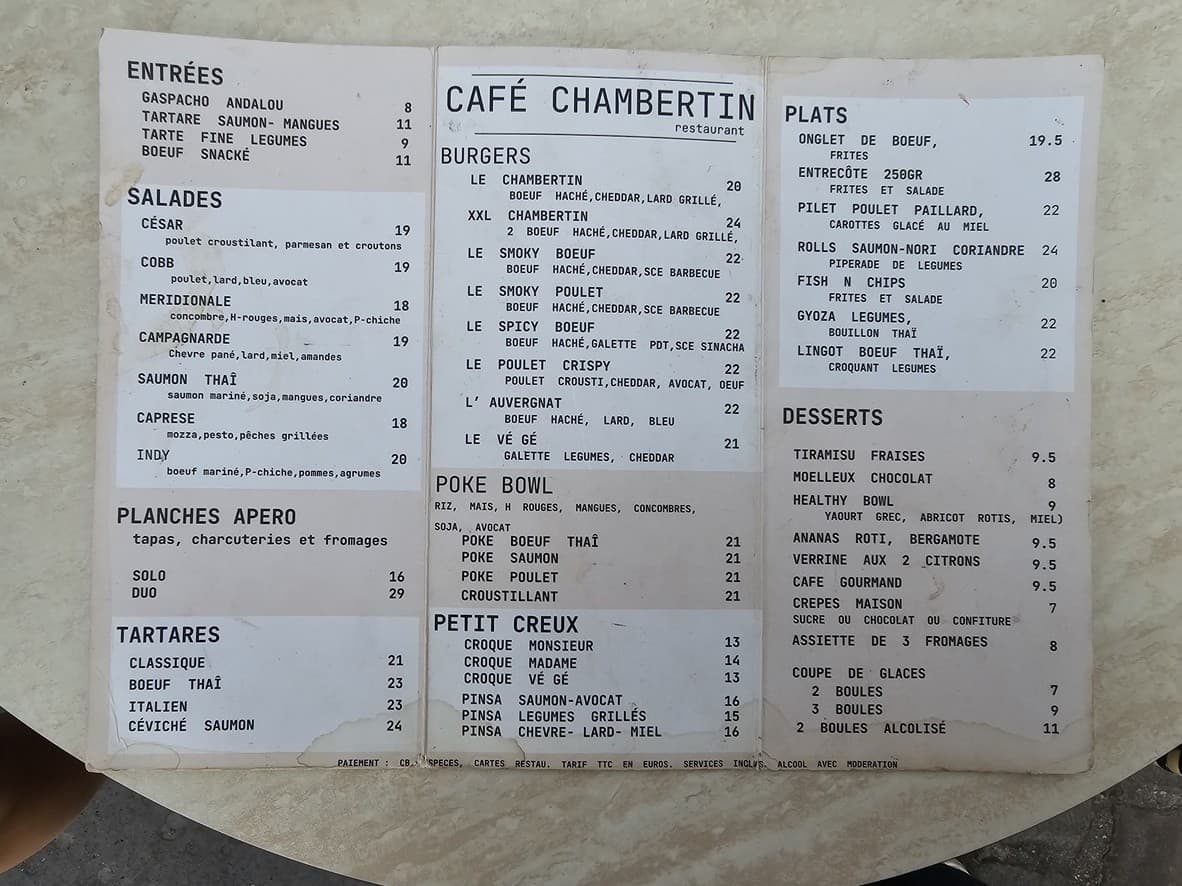 ENTRÉES
GASPACHO ANDALOU 8
TARTARE SAUMON- MANGUES 11
TARTE FINE LEGUMES 9
BOEUF SNACKÉ 11
SALADES
CÉSAR 19
poulet croustilant, parmesan et croutons
COBB 19
poulet,lard,bleu,avocat
MERIDIONALE 18
concombre,H-rouges,mais,avocat,P-chiche
CAMPAGNARDE 19
Chevre pané,lard,miel,amandes
SAUMON THAÎ 20
saumon mariné,soja,mangues,coriandre
CAPRESE 18
mozza,pesto,pêches grillées
INDY 20
boeuf mariné,P-chiche,pommes,agrumes
PLANCHES APERO
tapas, charcuteries et fromages
SOLO 16
DUO 29
TARTARES
CLASSIQUE 21
BOEUF THAÎ 23
ITALIEN 23
CÉVICHÉ SAUMON 24
CAFÉ CHAMBERTIN
restaurant
BURGERS
LE CHAMBERTIN 20
BOEUF HACHÉ,CHEDDAR,LARD GRILLÉ,
XXL CHAMBERTIN 24
2 BOEUF HACHÉ,CHEDDAR,LARD GRILLÉ,
LE SMOKY BOEUF 22
BOEUF HACHÉ,CHEDDAR,SCE BARBECUE
LE SMOKY POULET 22
BOEUF HACHÉ,CHEDDAR,SCE BARBECUE
LE SPICY BOEUF 22
BOEUF HACHÉ,GALETTE PDT,SCE SINACHA
LE POULET CRISPY 22
POULET CROUSTI,CHEDDAR, AVOCAT, OEUF
L' AUVERGNAT 22
BOEUF HACHÉ, LARD, BLEU
LE VÉ GÉ 21
GALETTE LEGUMES, CHEDDAR
POKE BOWL
RIZ, MAIS,H ROUGES, MANGUES, CONCOMBRES,
SOJA, AVOCAT
POKE BOEUF THAÎ 21
POKE SAUMON 21
POKE POULET 21
CROUSTILLANT 21
PETIT CREUX
CROQUE MONSIEUR 13
CROQUE MADAME 14
CROQUE VÉ GÉ 13
PINSA SAUMON-AVOCAT 16
PINSA LEGUMES GRILLÉS 15
PINSA CHEVRE- LARD- MIEL 16
PLATS
ONGLET DE BOEUF, 19.5
FRITES
ENTRECÔTE 250GR 28
FRITES ET SALADE
PILET POULET PAILLARD, 22
CAROTTES GLACÉ AU MIEL
ROLLS SAUMON-NORI CORIANDRE 24
PIPERADE DE LEGUMES
FISH N CHIPS 20
FRITES ET SALADE
GYOZA LEGUMES, 22
BOUILLON THAÏ
LINGOT BOEUF THAÏ, 22
CROQUANT LEGUMES
DESSERTS
TIRAMISU FRAISES 9.5
MOELLEUX CHOCOLAT 8
HEALTHY BOWL 9
YAOURT GREC, ABRICOT ROTIS, MIEL)
ANANAS ROTI, BERGAMOTE 9.5
VERRINE AUX 2 CITRONS 9.5
CAFE GOURMAND 9.5
CREPES MAISON 7
SUCRE OU CHOCOLAT OU CONFITURE
ASSIETTE DE 3 FROMAGES 8
COUPE DE GLACES
2 BOULES 7
3 BOULES 9
2 BOULES ALCOLISÉ 11
PAIEMENT : CB, SPECES, CARTES RESTAU. TARIF TTC EN EUROS. SERVICES INCLUS. ALCOOL AVEC MODERATION